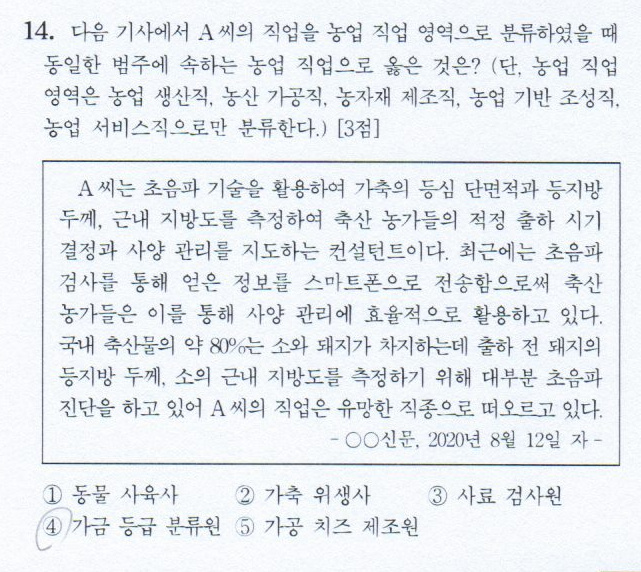 14. 다음 기사에서 A 씨의 직업을 농업 직업 영역으로 분류하였을 때
동일한 범주에 속하는 농업 직업으로 옳은 것은? (단, 농업 직업
영역은 농업 생산직, 농산 가공직, 농자재 제조직, 농업 기반 조성직,
농업 서비스직으로만 분류한다.) [3점]
A 씨는 초음파 기술을 활용하여 가축의 등심 단면적과 등지방
두께, 근내 지방도를 측정하여 축산 농가들의 적정 출하 시기
결정과 사양 관리를 지도하는 컨설턴트이다. 최근에는 초음파
검사를 통해 얻은 정보를 스마트폰으로 전송함으로써 축산
농가들은 이를 통해 사양 관리에 효율적으로 활용하고 있다.
국내 축산물의 약 80%는 소와 돼지가 차지하는데 출하 전 돼지의
등지방 두께, 소의 근내 지방도를 측정하기 위해 대부분 초음파
진단을 하고 있어 A 씨의 직업은 유망한 직종으로 떠오르고 있다.
- ○○신문, 2020년 8월 12일 자 -
① 동물 사육사 ② 가축 위생사 ③ 사료 검사원
④ 가금 등급 분류원 ⑤ 가공 치즈 제조원